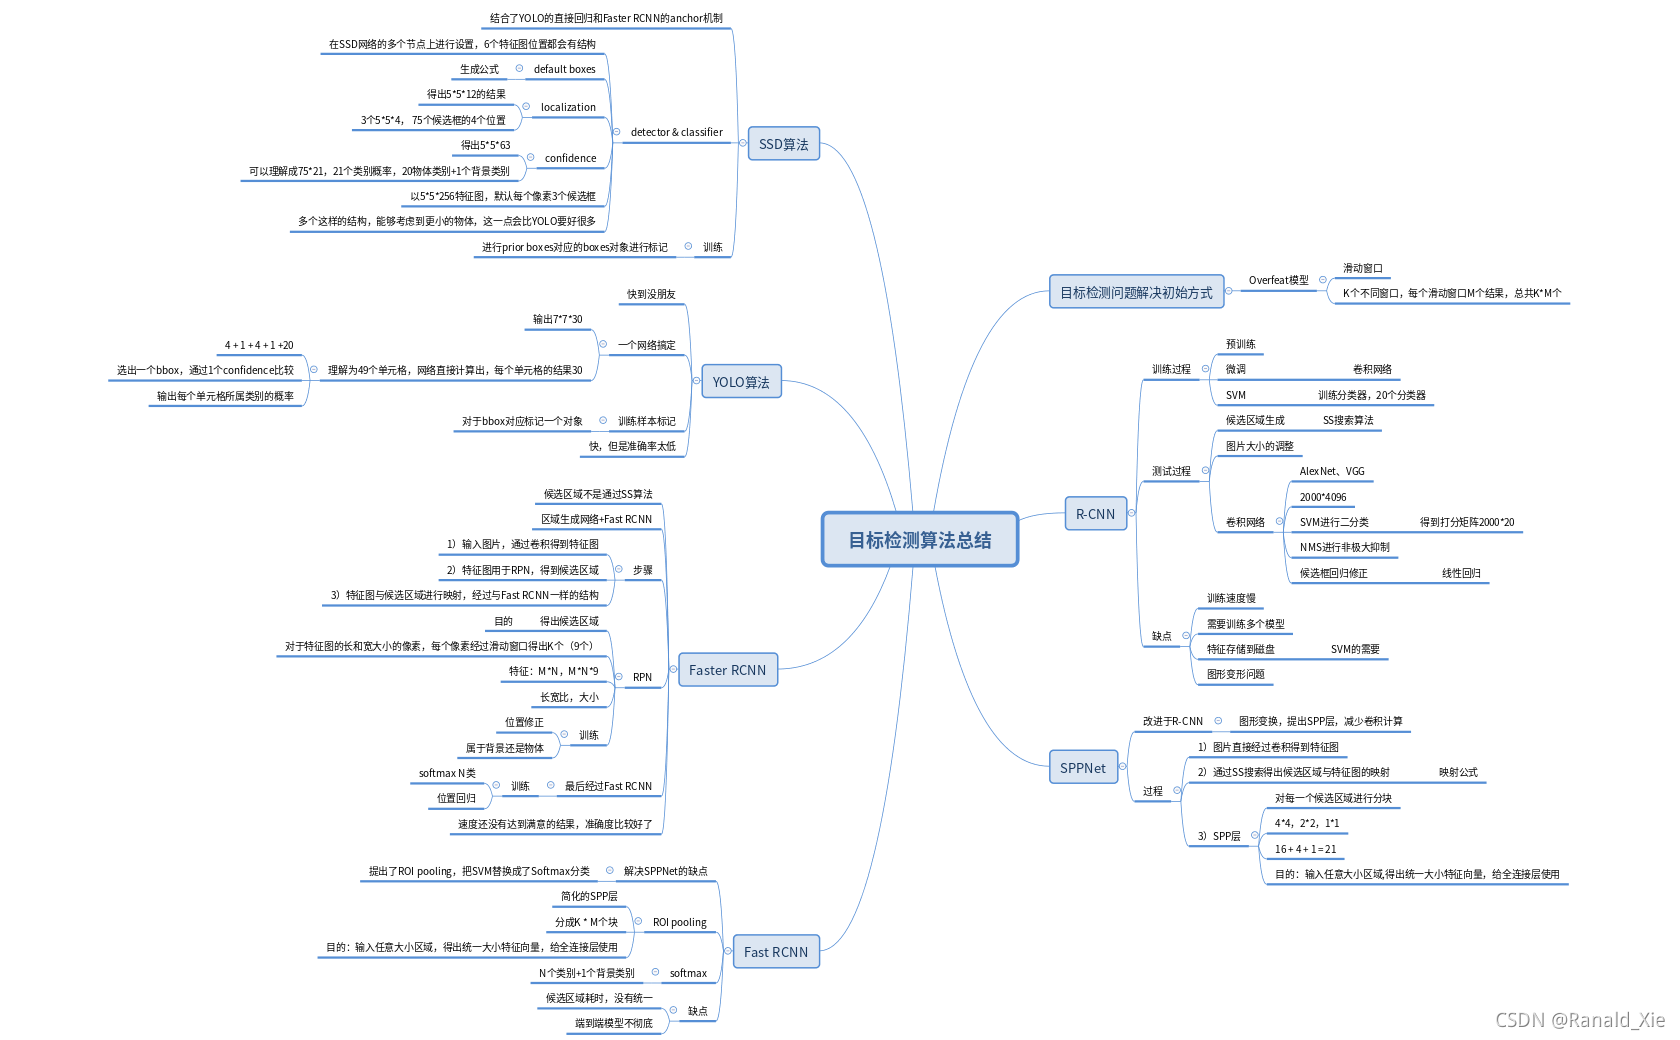 目标检测算法总结
目标检测问题解决初始方式
Overfeat模型
滑动窗口
K个不同窗口，每个滑动窗口M个结果，总共K*M个
R-CNN
训练过程
预训练
微调 卷积网络
SVM 训练分类器，20个分类器
测试过程
候选区域生成 SS搜索算法
图片大小的调整
卷积网络
AlexNet、VGG
2000*4096
SVM进行二分类 得到打分矩阵2000*20
NMS进行非极大抑制
候选框回归修正 线性回归
缺点
训练速度慢
需要训练多个模型
特征存储到磁盘 SVM的需要
图形变形问题
SPPNet
改进于R-CNN 图形变换，提出SPP层，减少卷积计算
过程
1）图片直接经过卷积得到特征图
2）通过SS搜索得出候选区域与特征图的映射 映射公式
3）SPP层
对每一个候选区域进行分块
4*4，2*2，1*1
16 + 4 + 1 = 21
目的：输入任意大小区域,得出统一大小特征向量，给全连接层使用
SSD算法
结合了YOLO的直接回归和Faster RCNN的anchor机制
detector & classifier
在SSD网络的多个节点上进行设置，6个特征图位置都会有结构
生成公式 default boxes
localization
得出5*5*12的结果
3个5*5*4， 75个候选框的4个位置
confidence
得出5*5*63
可以理解成75*21，21个类别概率，20物体类别+1个背景类别
以5*5*256特征图，默认每个像素3个候选框
多个这样的结构，能够考虑到更小的物体，这一点会比YOLO要好很多
进行prior boxes对应的boxes对象进行标记 训练
YOLO算法
快到没朋友
一个网络搞定
输出7*7*30
理解为49个单元格，网络直接计算出，每个单元格的结果30
4 + 1 + 4 + 1 +20
选出一个bbox，通过1个confidence比较
输出每个单元格所属类别的概率
对于bbox对应标记一个对象 训练样本标记
快，但是准确率太低
Faster RCNN
候选区域不是通过SS算法
区域生成网络+Fast RCNN
步骤
1）输入图片，通过卷积得到特征图
2）特征图用于RPN，得到候选区域
3）特征图与候选区域进行映射，经过与Fast RCNN一样的结构
RPN
目的 得出候选区域
对于特征图的长和宽大小的像素，每个像素经过滑动窗口得出K个（9个）
特征：M*N，M*N*9
长宽比，大小
训练
位置修正
属于背景还是物体
最后经过Fast RCNN
训练
softmax N类
位置回归
速度还没有达到满意的结果，准确度比较好了
Fast RCNN
提出了ROI pooling，把SVM替换成了Softmax分类 解决SPPNet的缺点
ROI pooling
简化的SPP层
分成K * M个块
目的：输入任意大小区域，得出统一大小特征向量，给全连接层使用
N个类别+1个背景类别 softmax
缺点
候选区域耗时，没有统一
端到端模型不彻底
CSDN @Ranald_Xie